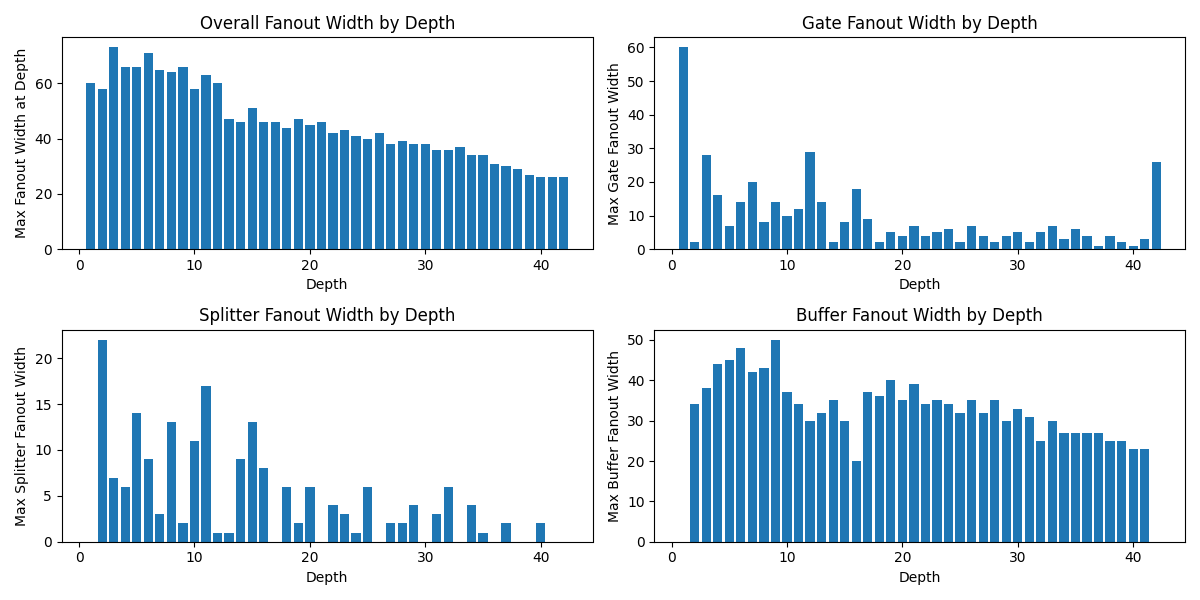 Overall Fanout Width by Depth
Max Fanout Width at Depth
60
40
20
0
0 10 20 30 40
Depth
Gate Fanout Width by Depth
Max Gate Fanout Width
60
50
40
30
20
10
0
0 10 20 30 40
Depth
Splitter Fanout Width by Depth
Max Splitter Fanout Width
20
15
10
5
0
0 10 20 30 40
Depth
Buffer Fanout Width by Depth
Max Buffer Fanout Width
50
40
30
20
10
0
0 10 20 30 40
Depth